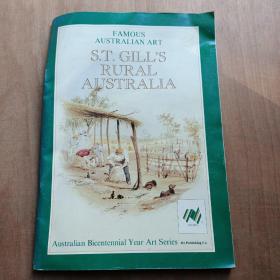 FAMOUS
AUSTRALIAN ART
S.T. GILL'S
RURAL
AUSTRALIA
Australian Bicentennial Year Art Series